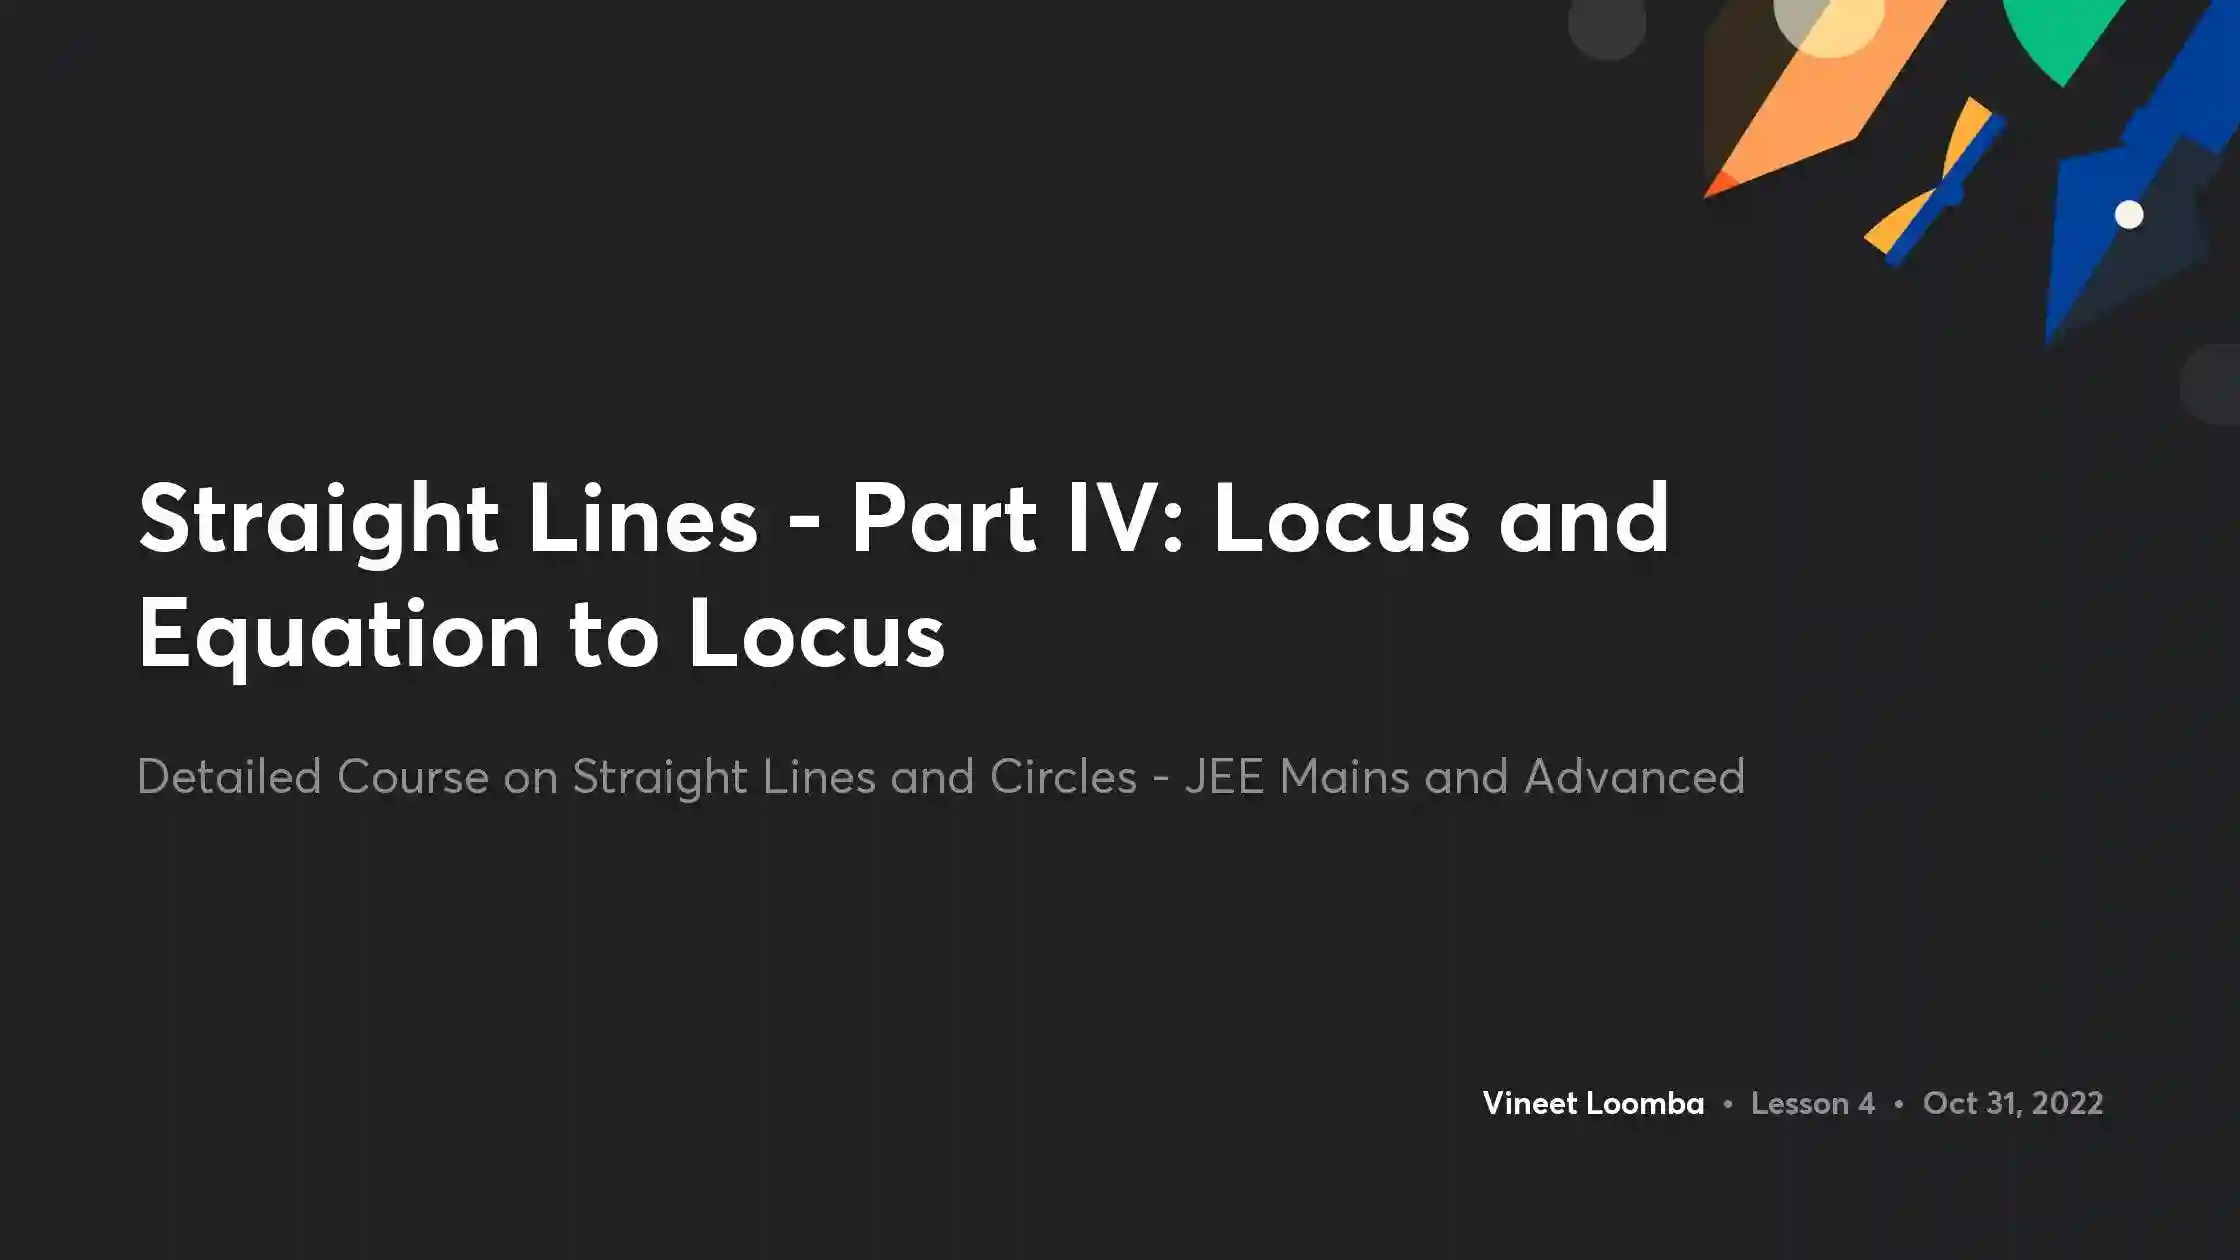 Straight Lines - Part IV: Locus and
Equation to Locus
Detailed Course on Straight Lines and Circles - JEE Mains and Advanced
Vineet Loomba • Lesson 4 • Oct 31, 2022